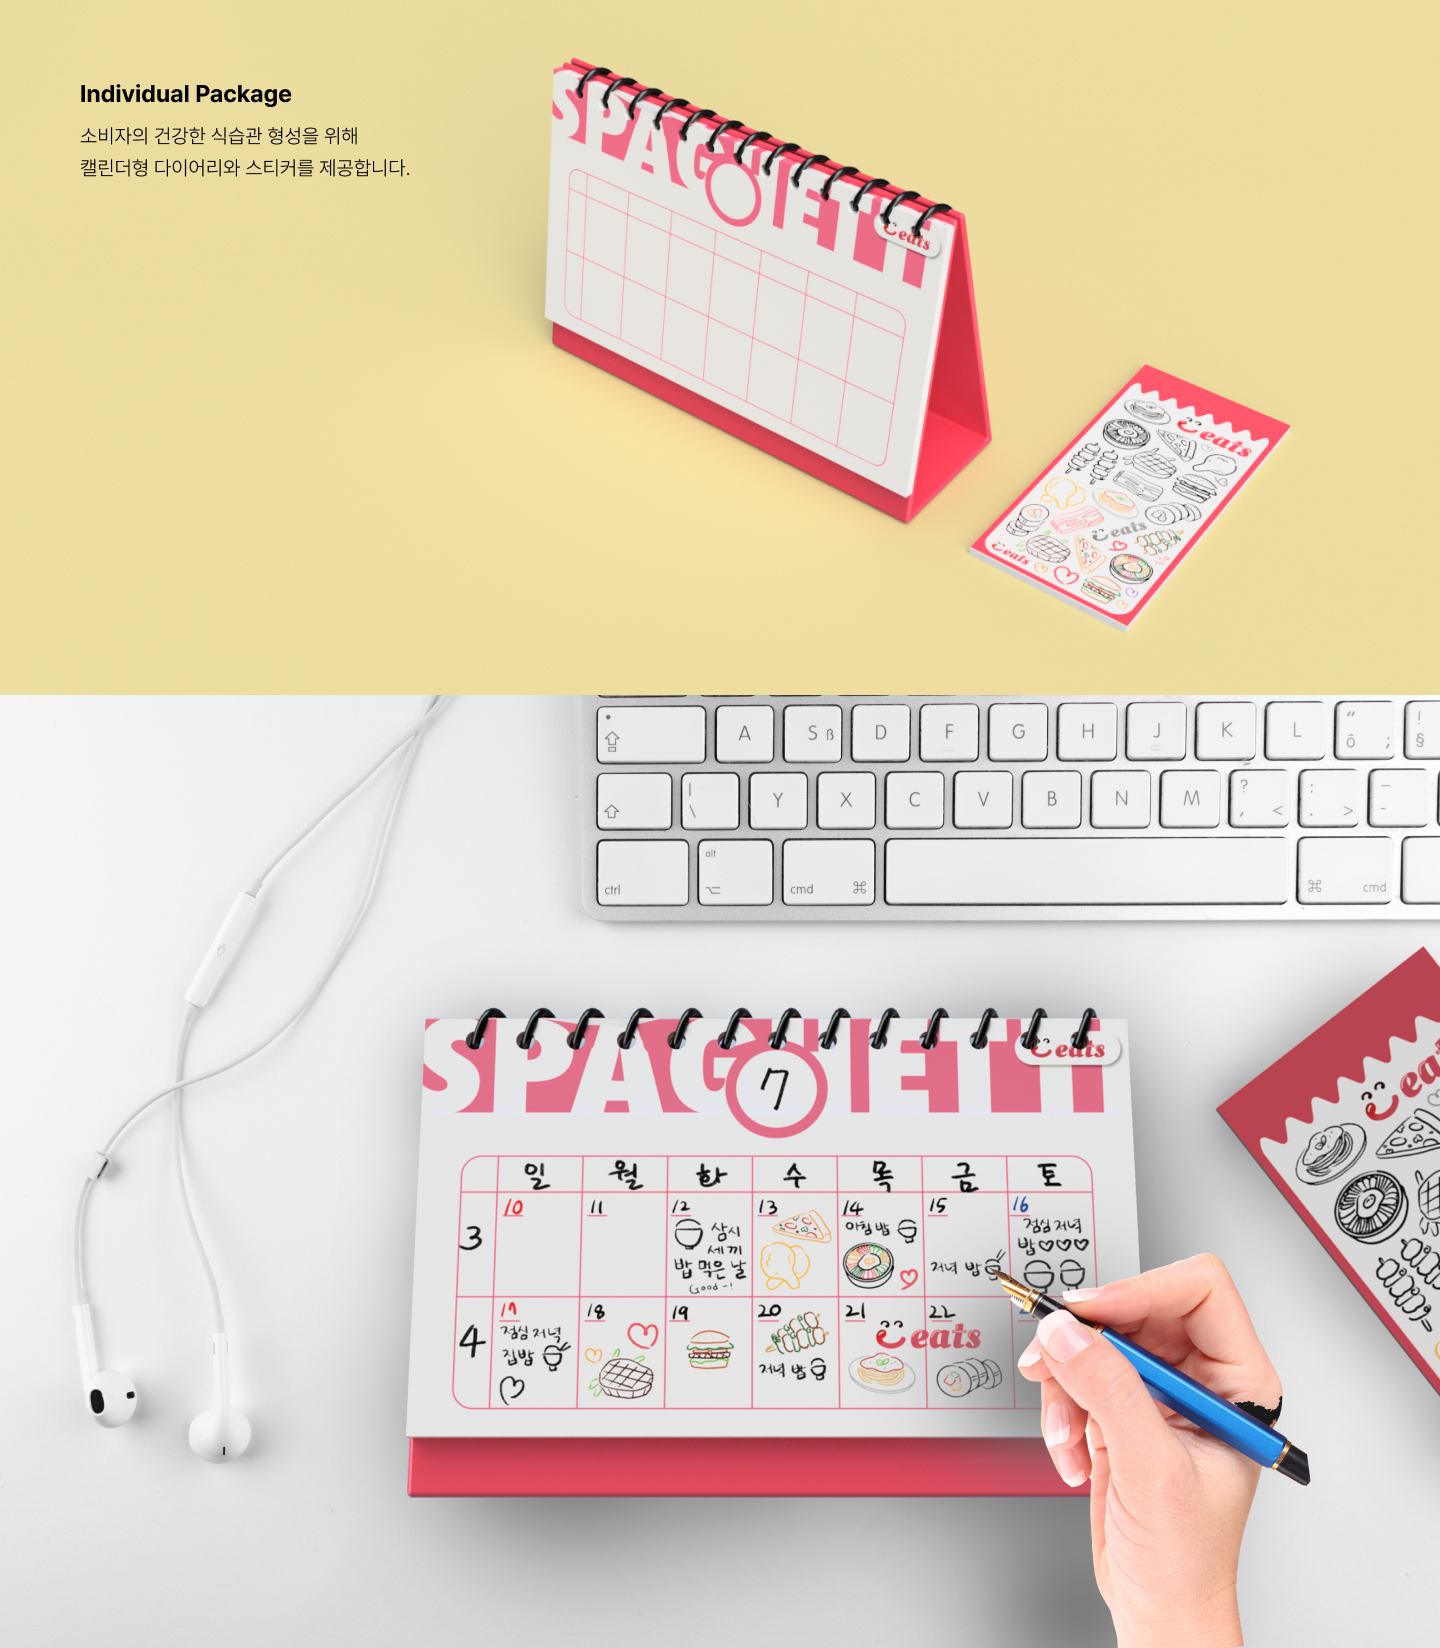 Individual Package
소비자의 건강한 식습관 형성을 위해
캘린더형 다이어리와 스티커를 제공합니다.
SPAGHETTI
eats
eats
eats
eats
A S ß D F G H J K L ô " ; ! §
| \ Y X C V B N M ? , < : . > – -
ctrl alt cmd ⌘ ⌘ cmd
SPAGHETTI
eats
7
eats
일 월 화 수 목 금 토
3 10 11 12 13 14 15 16
삼시 세끼
밥 먹은 날
Good~!
아침 밥
저녁 밥
점심 저녁
밥♡♡♡
4 17 18 19 20 21 22
점심 저녁
집밥
저녁 밥
eats